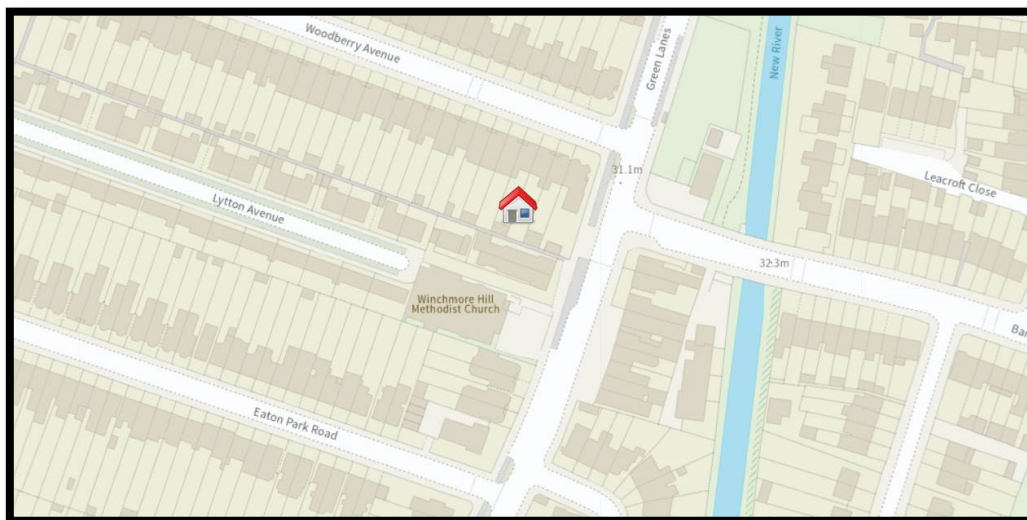 Woodberry Avenue
Green Lanes
New River
31.1m
Leacroft Close
Lytton Avenue
32.3m
Winchmore Hill
Methodist Church
Eaton Park Road